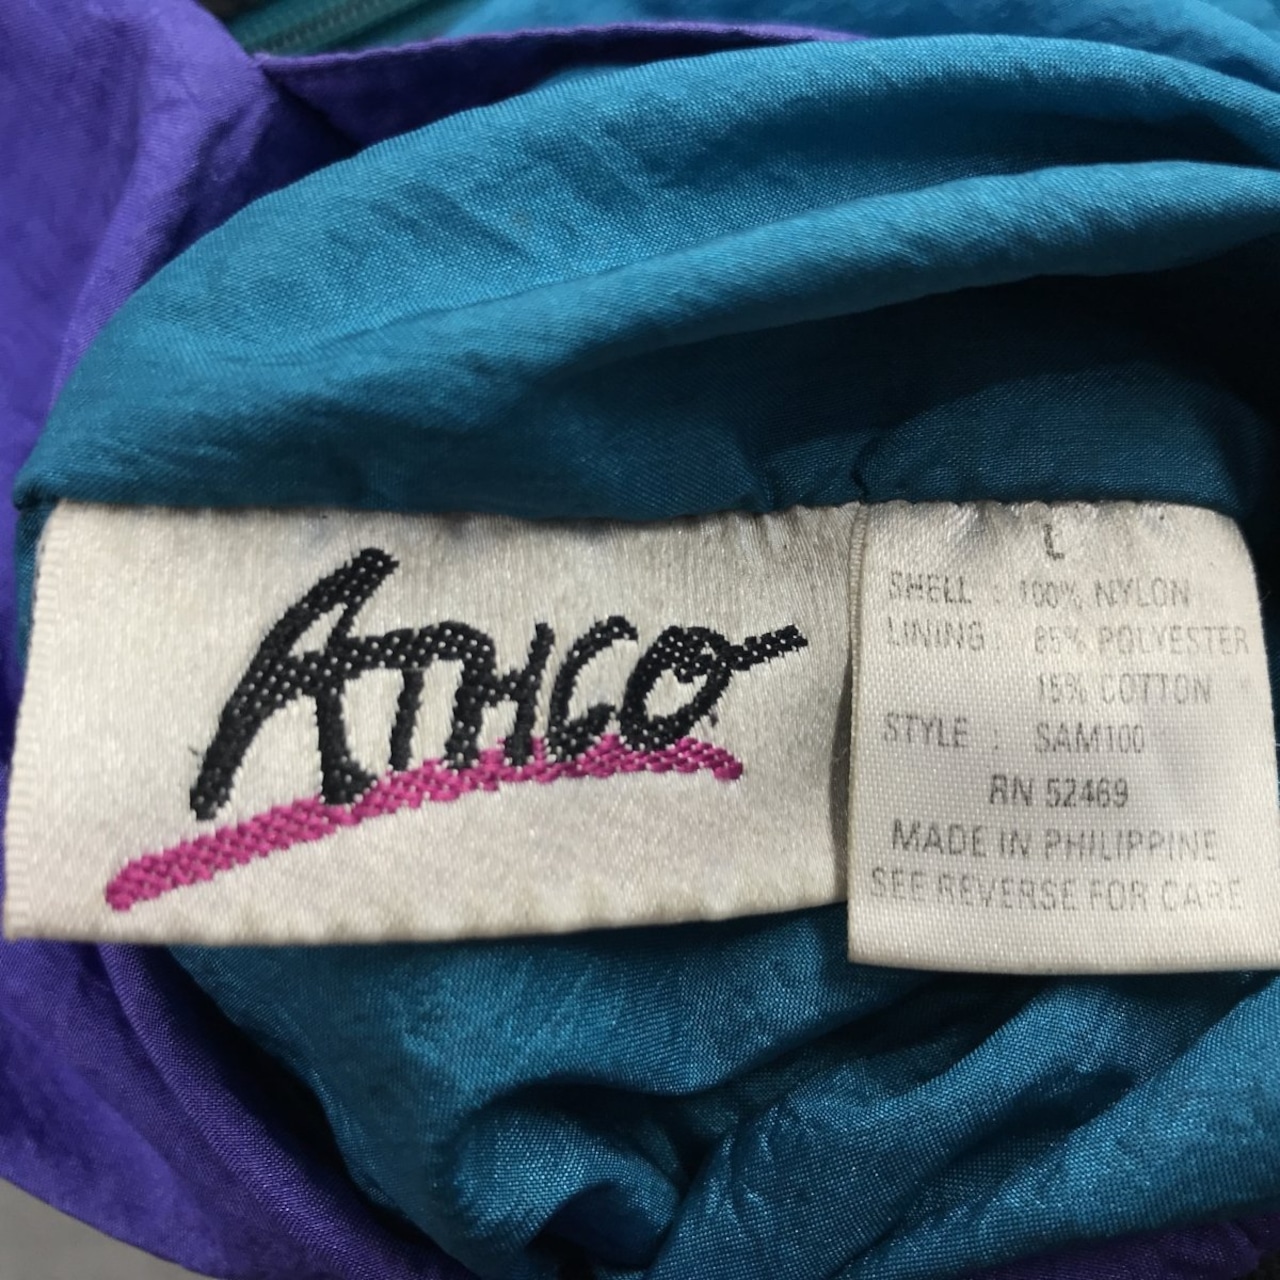 ATHCO
L
SHELL : 100% NYLON
LINING : 85% POLYESTER
15% COTTON
STYLE : SAM100
RN 52469
MADE IN PHILIPPINE
SEE REVERSE FOR CARE